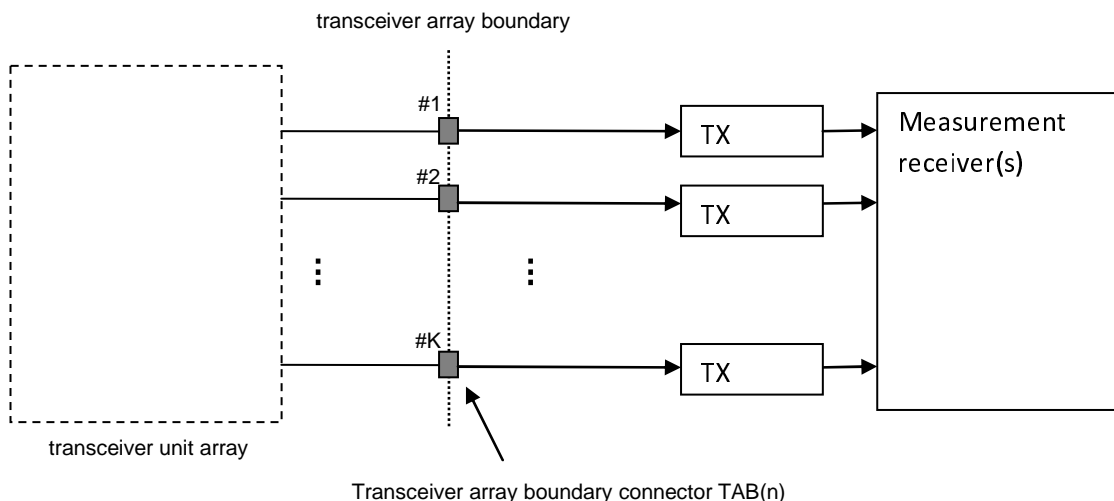 transceiver array boundary
#1
TX
Measurement
receiver(s)
#2
TX
#K
TX
transceiver unit array
Transceiver array boundary connector TAB(n)